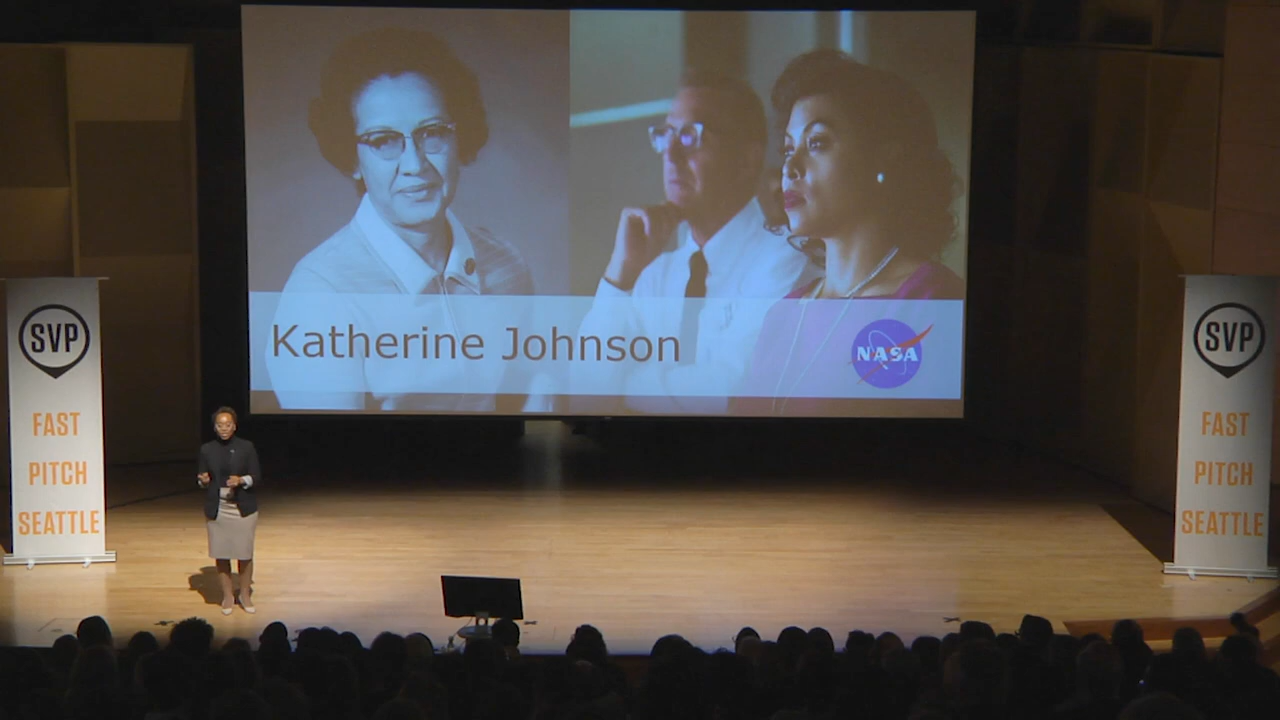 Katherine Johnson
NASA
SVP
FAST
PITCH
SEATTLE
SVP
FAST
PITCH
SEATTLE